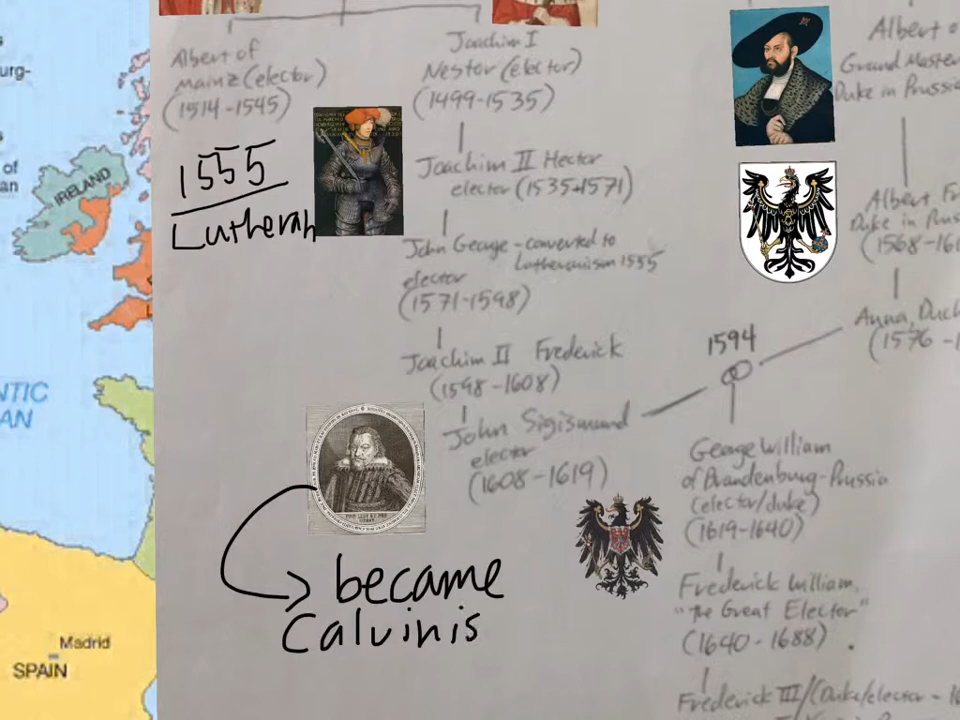 urg-
of
an
IRELAND
NTIC
AN
Madrid
SPAIN
Albert of
mainz (elector)
(1514-1545)
1555
Lutheran
Joachim I
Nestor (elector)
(1499-1535)
Joachim II Hector
elector (1535-1571)
John George - converted to
Lutheranism 1555
elector
(1571-1598)
Joachim II Frederick
(1598-1608)
John Sigismund
elector
(1608-1619)
became
Calvinis
Albert o
Grand Master
Duke in Prussia
Albert Fr
Duke in Prus
(1568-16
Anna, Duch
(1576-1
1594
George William
of Brandenburg-Prussia
(elector/duke)
(1619-1640)
Frederick William,
"The Great Elector"
(1640-1688)
Frederick III/(Duke/elector-